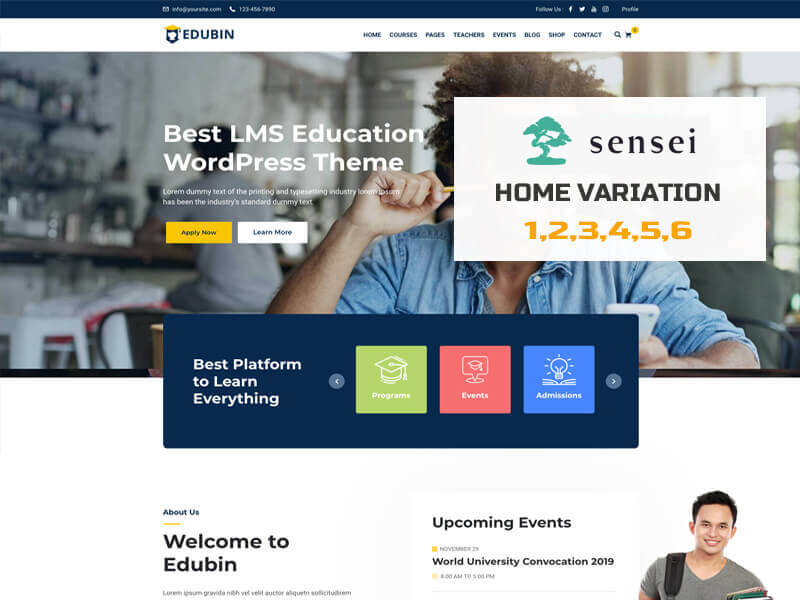 info@yoursite.com
123-456-7890
Follow Us :
Profile
EDUBIN
HOME COURSES PAGES TEACHERS EVENTS BLOG SHOP CONTACT
0
Best LMS Education
WordPress Theme
Lorem dummy text of the printing and typesetting industry lorem ipsum
has been the industry's standard dummy text.
Apply Now
Learn More
sensei
HOME VARIATION
1,2,3,4,5,6
Best Platform
to Learn
Everything
Programs
Events
Admissions
About Us
Welcome to
Edubin
Lorem ipsum gravida nibh vel velit auctor aliquetn sollicitudirem
Upcoming Events
NOVEMBER 29
World University Convocation 2019
8:00 AM TO 5:00 PM